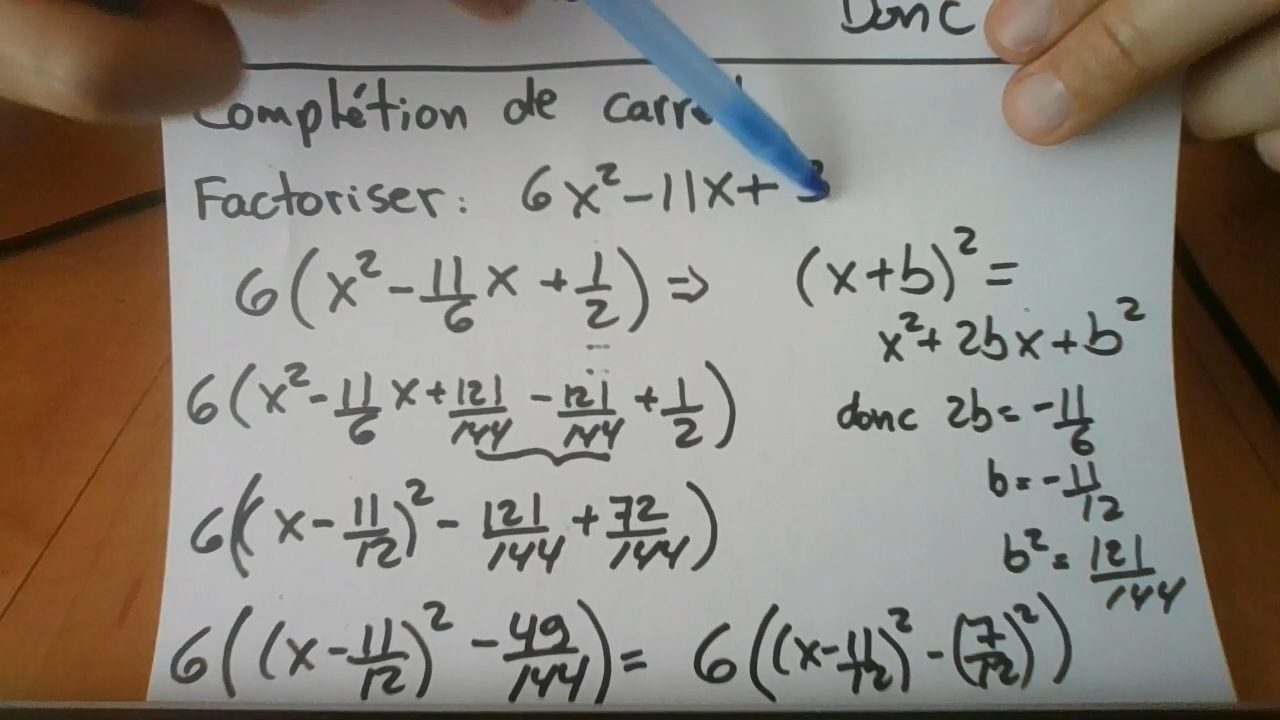 Donc
Complétion de carré
Factoriser: 6x² - 11x + 3
6(x² - 11/6 x + 1/2) ⇒ (x+b)² =
x² + 2bx + b²
6(x² - 11/6 x + 121/144 - 121/144 + 1/2)
donc 2b = -11/6
b = -11/12
6((x - 11/12)² - 121/144 + 72/144)
b² = 121/144
6((x - 11/12)² - 49/144) = 6((x - 11/12)² - (7/12)²)